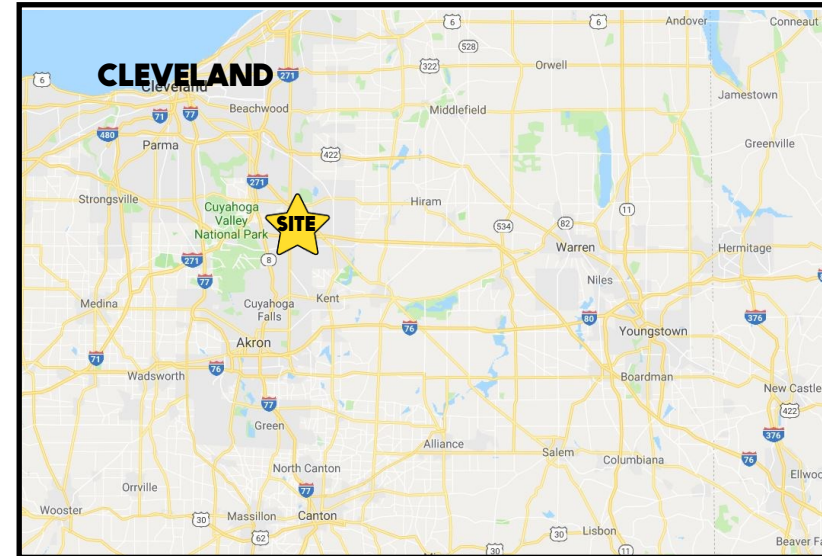 6
6
Andover
Conneaut
528
322
Orwell
CLEVELAND
271
6
Cleveland
Jamestown
Beachwood
Middlefield
71
77
480
Parma
Greenville
422
271
Strongsville
Cuyahoga
Valley
National Park
Hiram
11
SITE
534
82
Warren
Hermitage
271
8
77
Niles
Medina
Cuyahoga
Falls
Kent
80
376
76
Youngstown
Akron
71
76
Wadsworth
Boardman
New Castle
77
422
Green
376
Alliance
Salem
Columbiana
76
North Canton
Ellwoo
Orrville
77
Wooster
30
Massillon
Canton
62
30
Lisbon
30
11
Beaver Fa